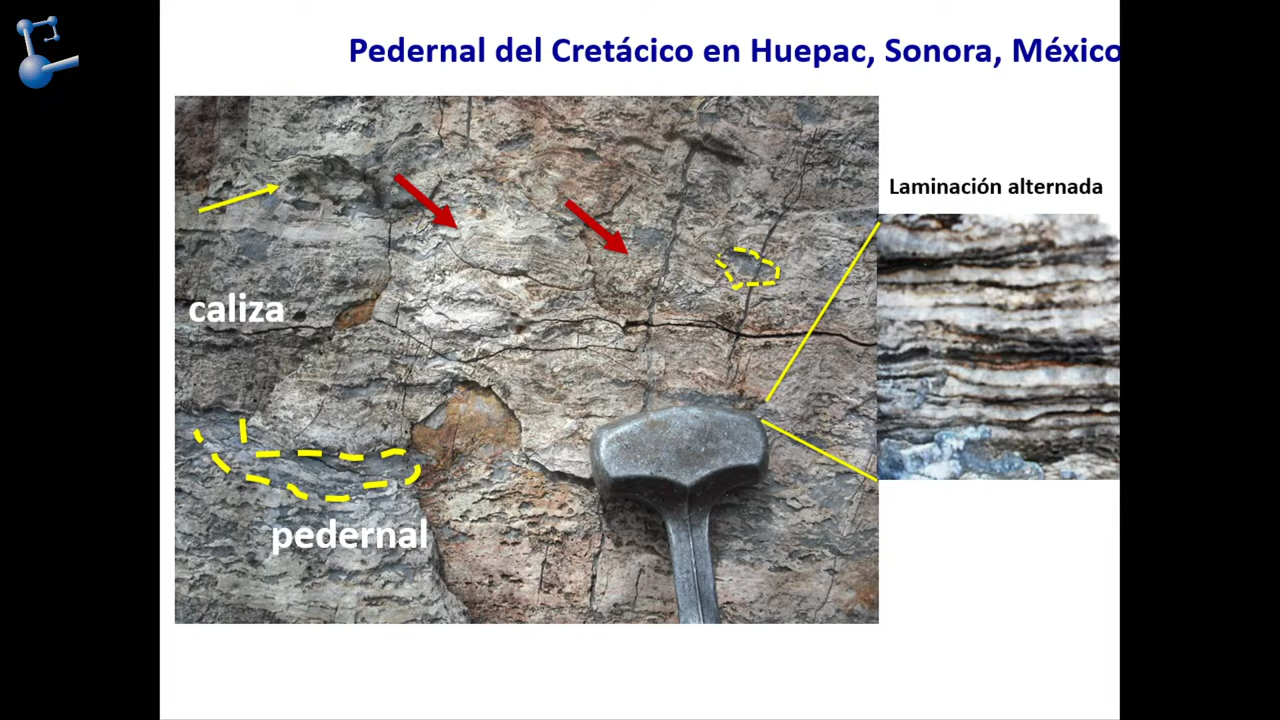 Pedernal del Cretácico en Huepac, Sonora, México
Laminación alternada
caliza
pedernal